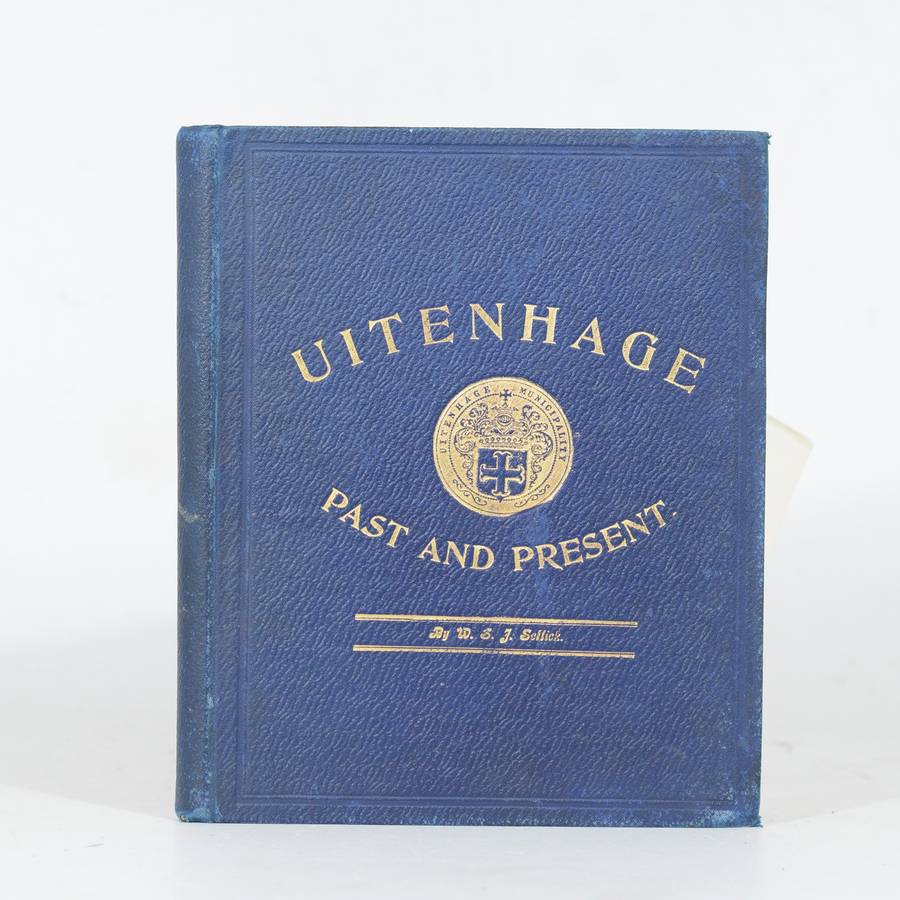 UITENHAGE
UITENHAGE MUNICIPALITY
PAST AND PRESENT.
By W. S. J. Sellick.